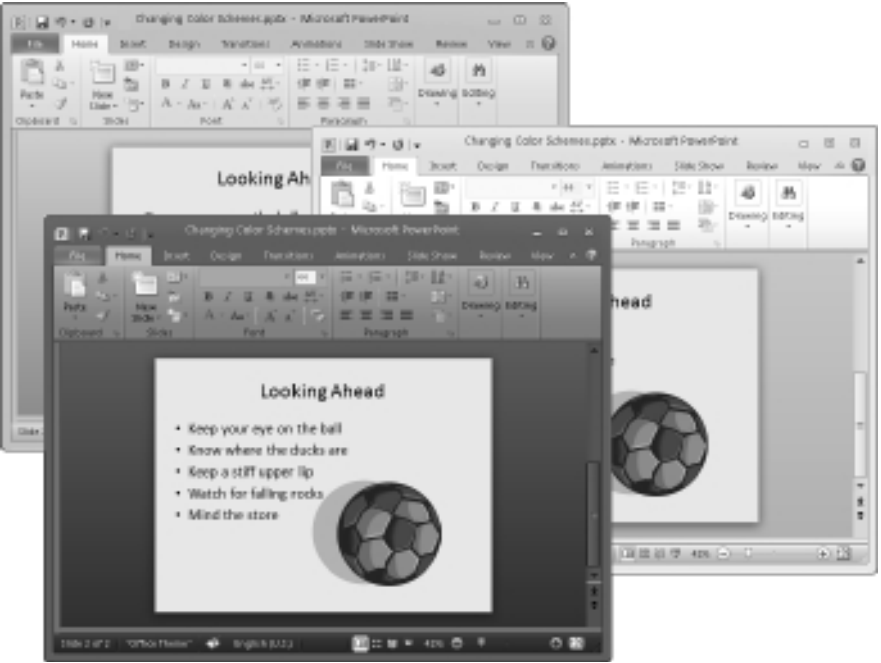 Changing Color Schemes.pptx - Microsoft PowerPoint
File Home Insert Design Transitions Animations Slide Show Review View
Paste New Slide Drawing Editing
Clipboard Slides Font Paragraph
Looking Ah
Changing Color Schemes.pptx - Microsoft PowerPoint
File Home Insert Design Transitions Animations Slide Show Review View
Drawing Editing
Paragraph
head
42%
Changing Color Schemes.pptx - Microsoft PowerPoint
File Home Insert Design Transitions Animations Slide Show Review View
Paste New Slide Drawing Editing
Clipboard Slides Font Paragraph
Looking Ahead
• Keep your eye on the ball
• Know where the ducks are
• Keep a stiff upper lip
• Watch for falling rocks
• Mind the store
Slide 2 of 2 "Office Theme" English (U.S.) 42%